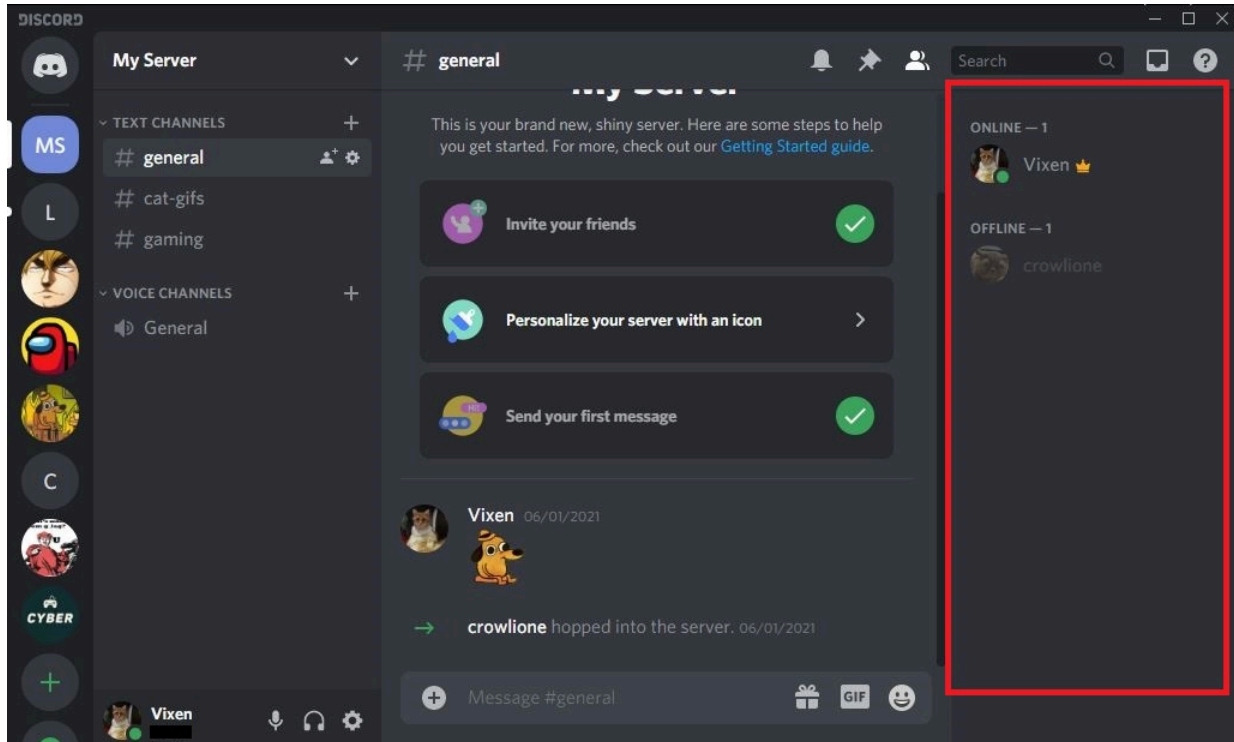 DISCORD
My Server
TEXT CHANNELS
general
cat-gifs
gaming
VOICE CHANNELS
General
MS
L
C
CYBER
Vixen
# general
Search
My Server
This is your brand new, shiny server. Here are some steps to help
you get started. For more, check out our Getting Started guide.
Invite your friends
Personalize your server with an icon
Send your first message
Vixen 06/01/2021
crowlione hopped into the server. 06/01/2021
Message #general
GIF
ONLINE — 1
Vixen
OFFLINE — 1
crowlione